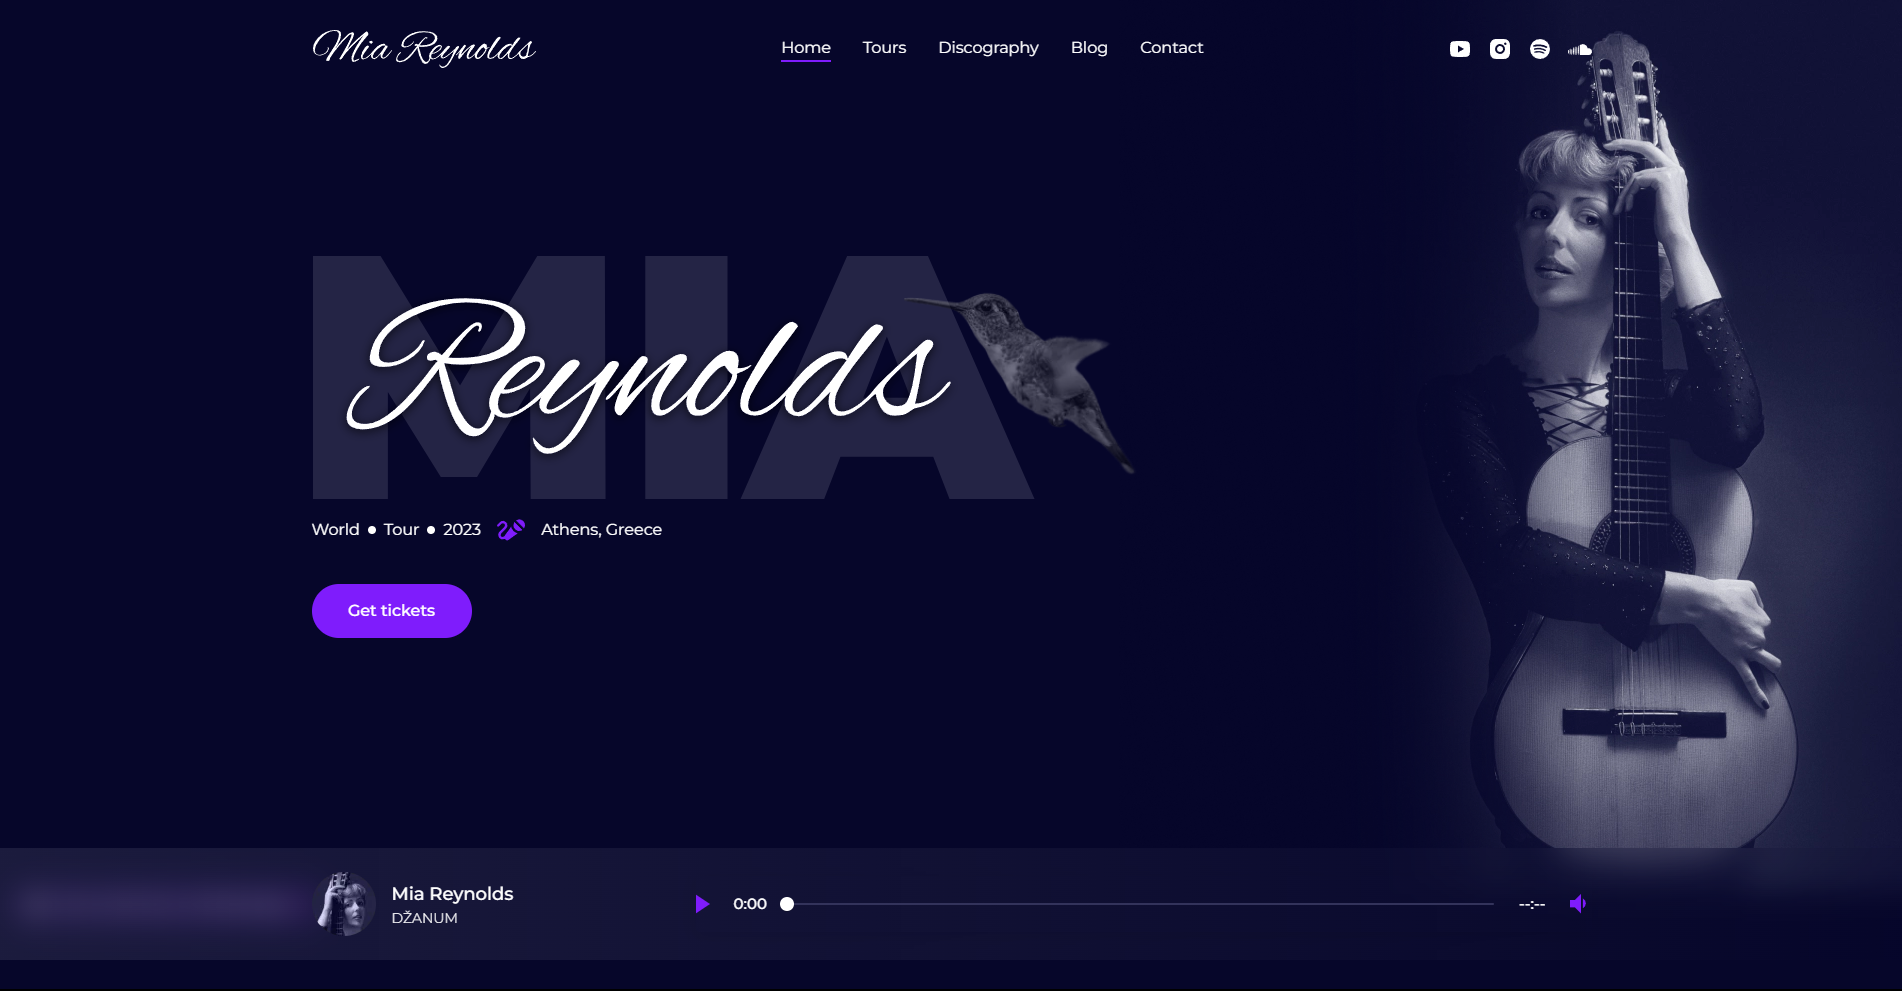 Mia Reynolds
Home Tours Discography Blog Contact
MIA
Reynolds
World • Tour • 2023 Athens, Greece
Get tickets
Mia Reynolds
DŽANUM
0:00 --:--